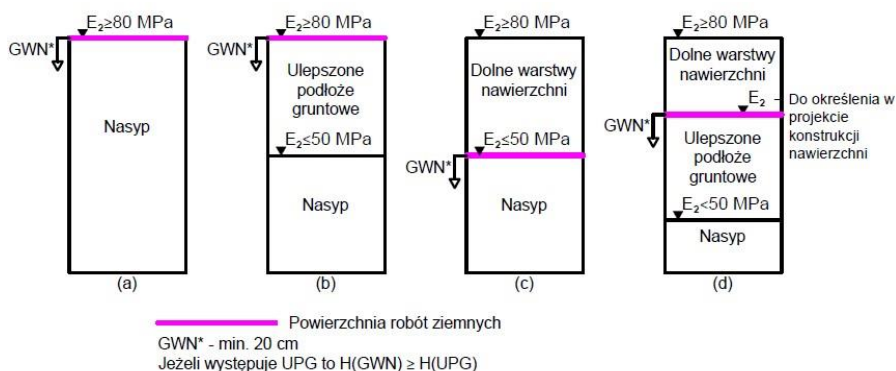 E₂≥80 MPa
GWN*
Nasyp
(a)
E₂≥80 MPa
GWN*
Ulepszone
podłoże
gruntowe
E₂≤50 MPa
Nasyp
(b)
E₂≥80 MPa
Dolne warstwy
nawierzchni
E₂≤50 MPa
GWN*
Nasyp
(c)
E₂≥80 MPa
Dolne warstwy
nawierzchni
E₂ – Do określenia w
projekcie
konstrukcji
nawierzchni
GWN*
Ulepszone
podłoże
gruntowe
E₂<50 MPa
Nasyp
(d)
Powierzchnia robót ziemnych
GWN* - min. 20 cm
Jeżeli występuje UPG to H(GWN) ≥ H(UPG)